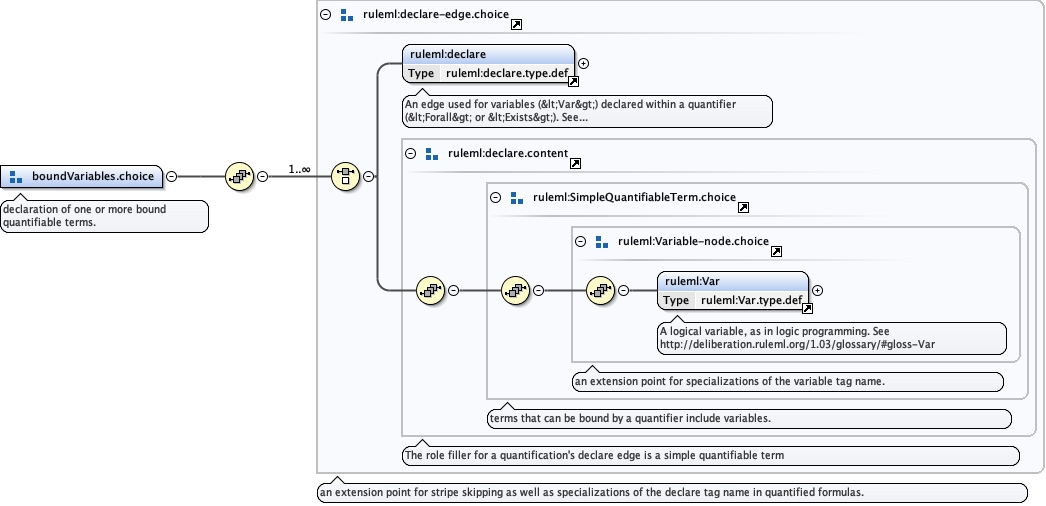 ruleml:declare-edge.choice
ruleml:declare
Type ruleml:declare.type.def
An edge used for variables (&lt;Var&gt;) declared within a quantifier
(&lt;Forall&gt; or &lt;Exists&gt;). See...
ruleml:declare.content
boundVariables.choice
1..∞
declaration of one or more bound
quantifiable terms.
ruleml:SimpleQuantifiableTerm.choice
ruleml:Variable-node.choice
ruleml:Var
Type ruleml:Var.type.def
A logical variable, as in logic programming. See
http://deliberation.ruleml.org/1.03/glossary/#gloss-Var
an extension point for specializations of the variable tag name.
terms that can be bound by a quantifier include variables.
The role filler for a quantification's declare edge is a simple quantifiable term
an extension point for stripe skipping as well as specializations of the declare tag name in quantified formulas.